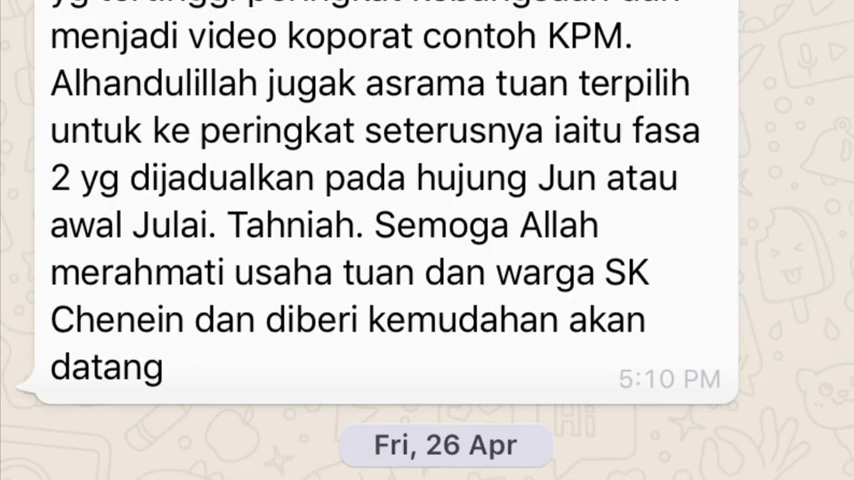 menjadi video koporat contoh KPM.
Alhandulillah jugak asrama tuan terpilih
untuk ke peringkat seterusnya iaitu fasa
2 yg dijadualkan pada hujung Jun atau
awal Julai. Tahniah. Semoga Allah
merahmati usaha tuan dan warga SK
Chenein dan diberi kemudahan akan
datang
5:10 PM
Fri, 26 Apr